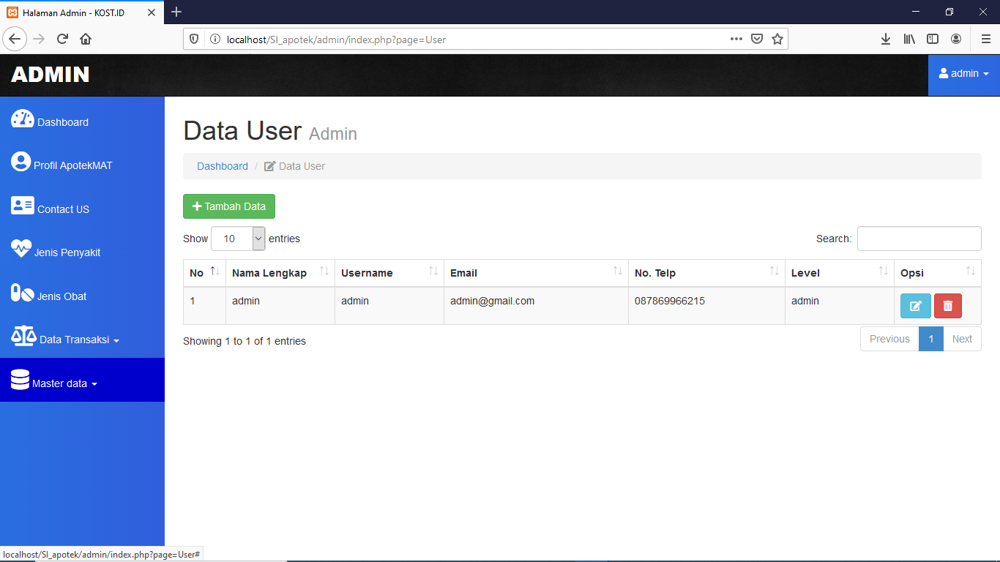 Halaman Admin - KOST.ID
localhost/SI_apotek/admin/index.php?page=User
ADMIN
admin
Dashboard
Profil ApotekMAT
Contact US
Jenis Penyakit
Jenis Obat
Data Transaksi
Master data
Data User Admin
Dashboard / Data User
Tambah Data
Show 10 entries
Search:
No Nama Lengkap Username Email No. Telp Level Opsi
1 admin admin admin@gmail.com 087869966215 admin
Showing 1 to 1 of 1 entries
Previous 1 Next
localhost/SI_apotek/admin/index.php?page=User#